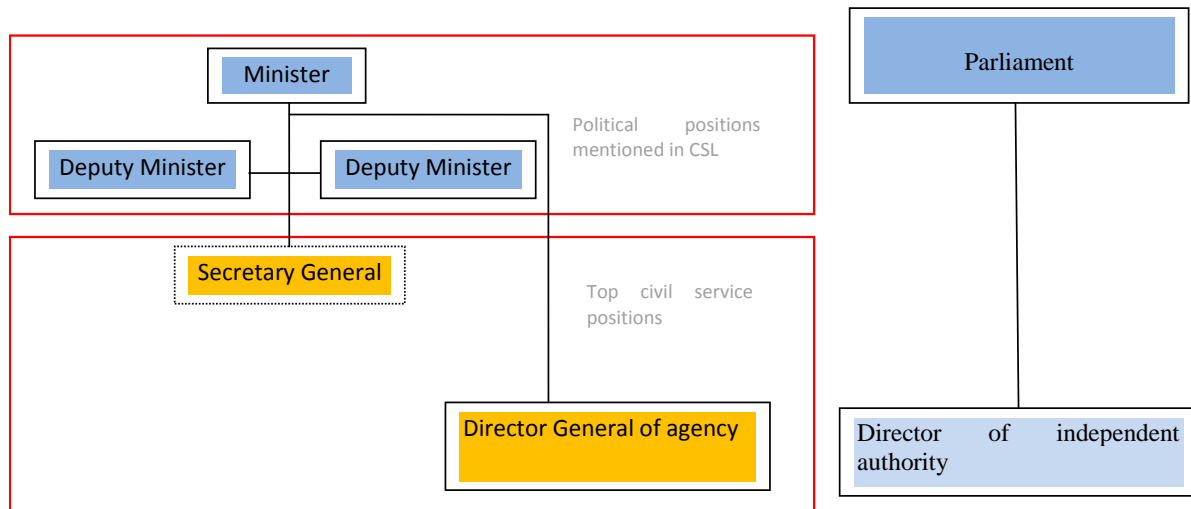 Minister
Parliament
Political positions
mentioned in CSL
Deputy Minister
Deputy Minister
Secretary General
Top civil service
positions
Director General of agency
Director of independent
authority